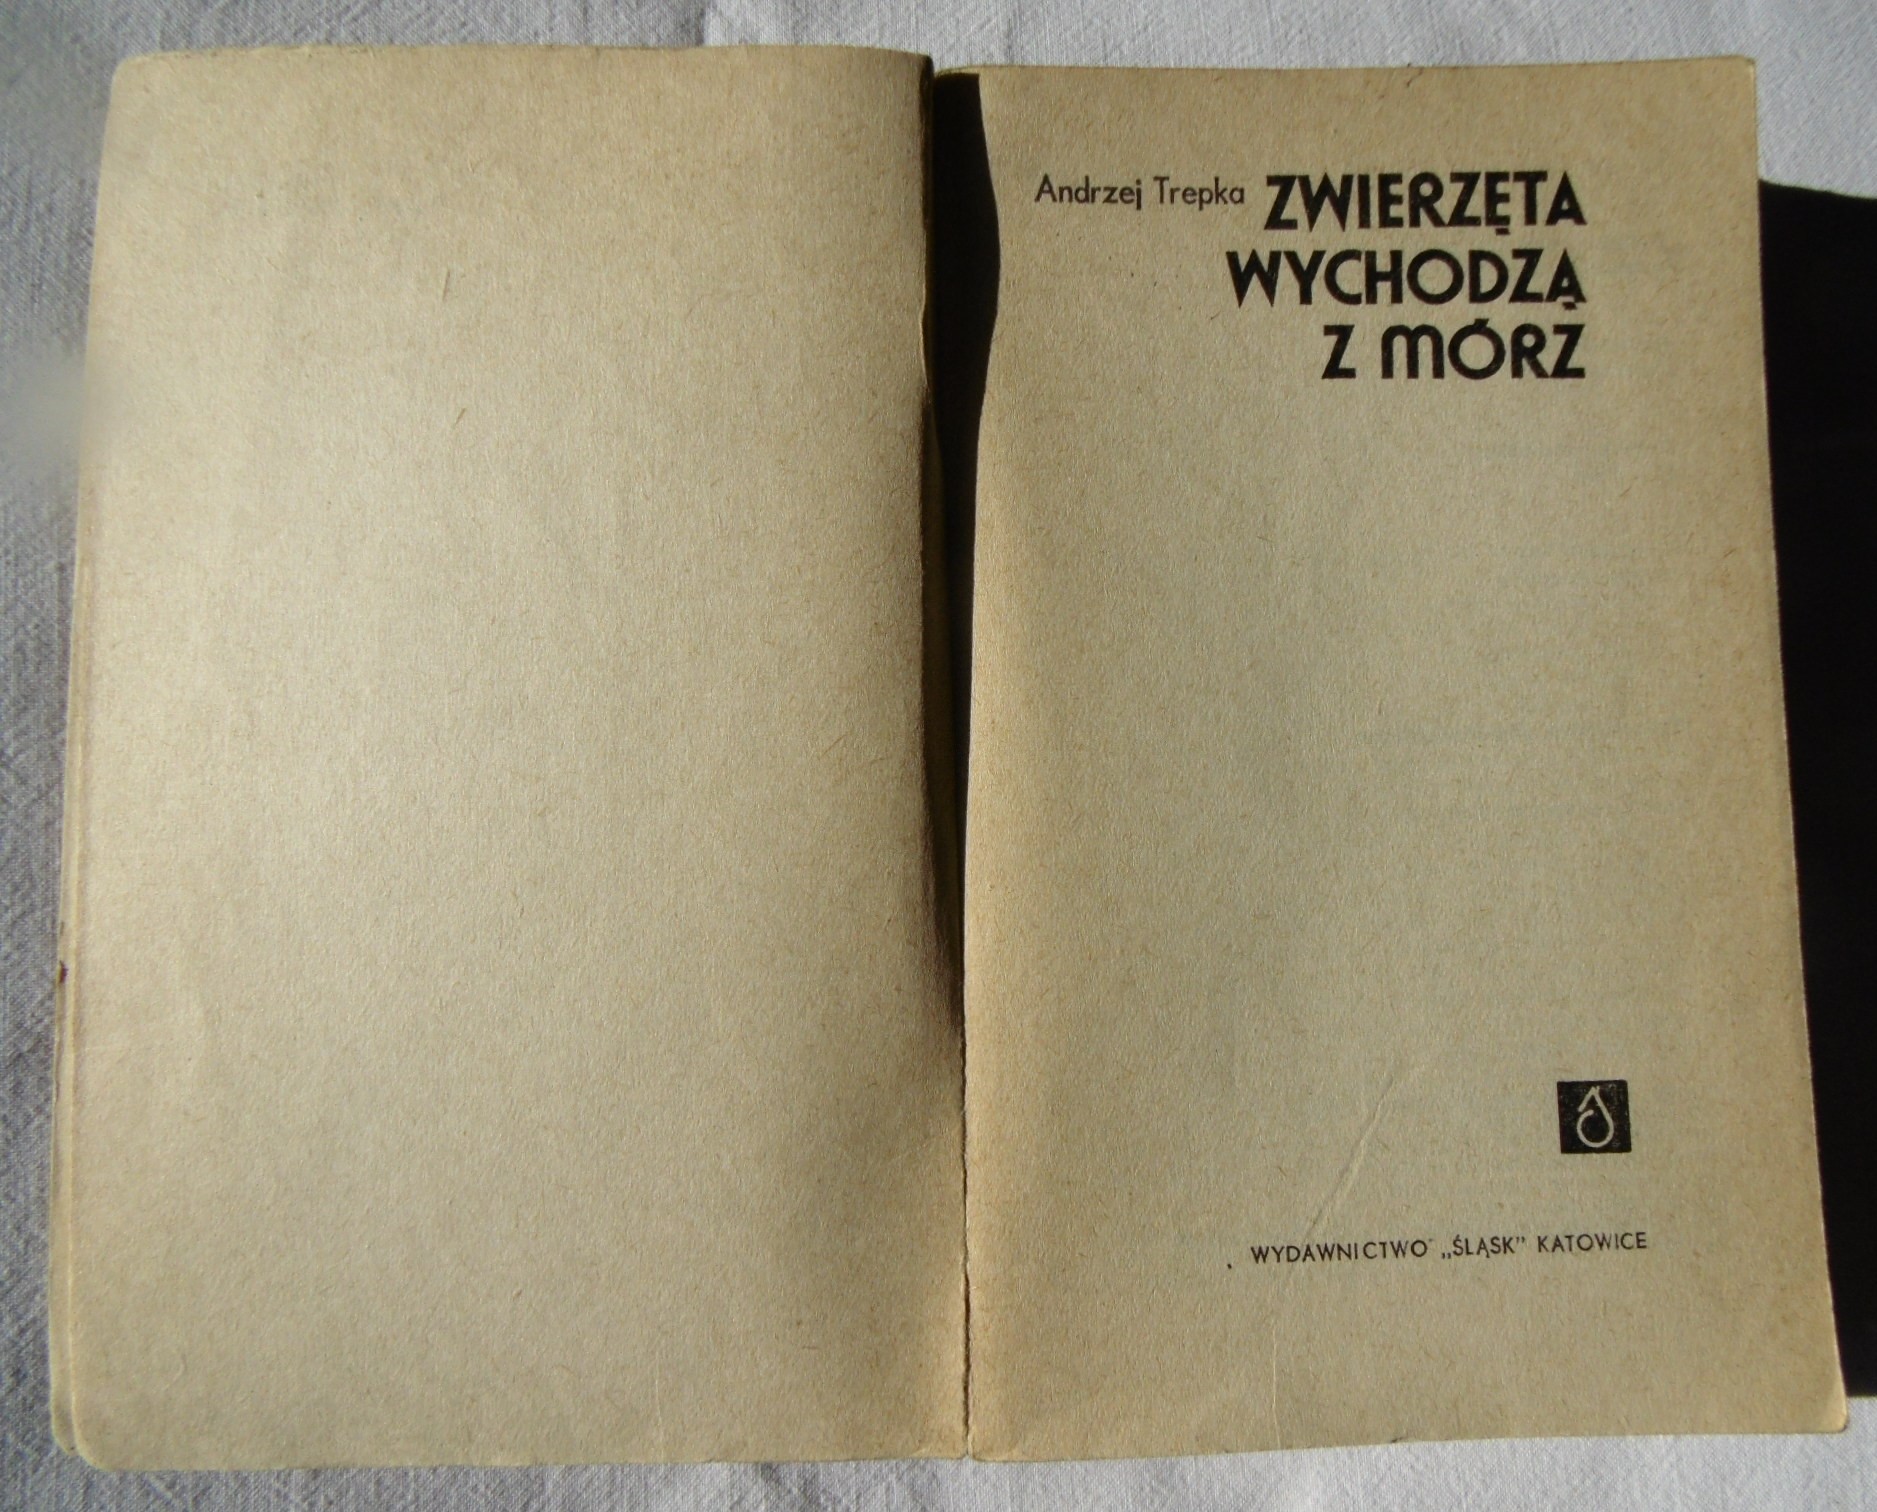 Andrzej Trepka ZWIERZĘTA
WYCHODZĄ
Z MÓRZ
WYDAWNICTWO „ŚLĄSK” KATOWICE